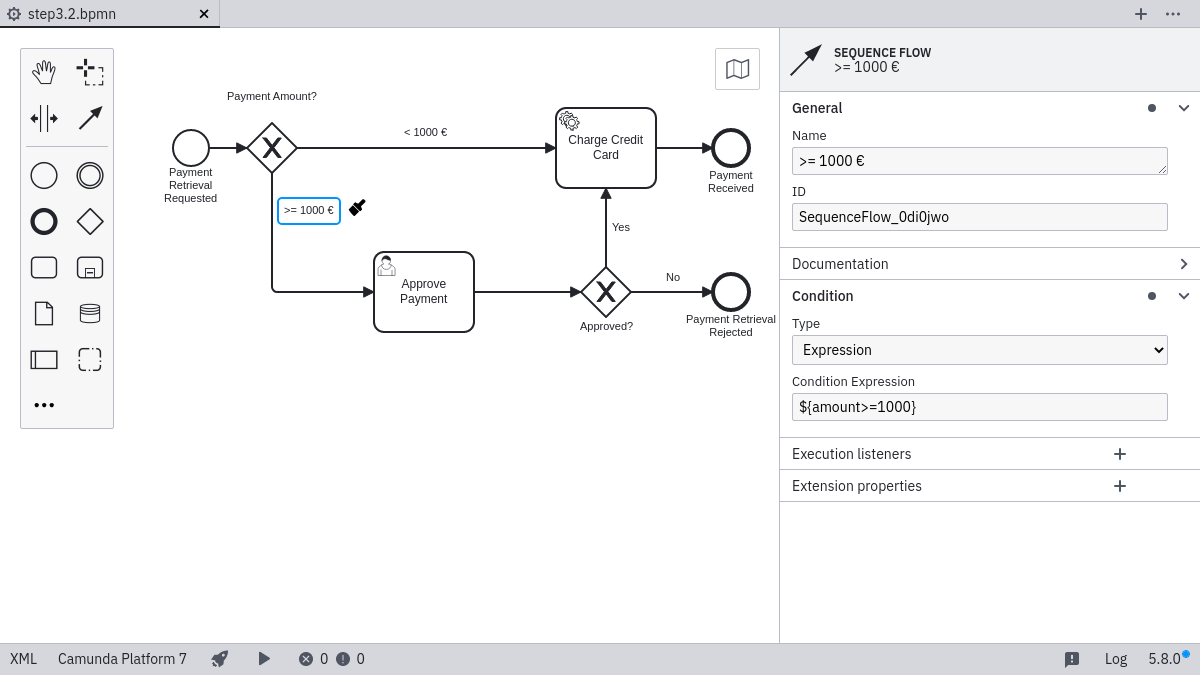 step3.2.bpmn
Payment Amount?
< 1000 €
Payment
Retrieval
Requested
Charge Credit
Card
Payment
Received
>= 1000 €
Yes
Approve
Payment
No
Approved?
Payment Retrieval
Rejected
SEQUENCE FLOW
>= 1000 €
General
Name
>= 1000 €
ID
SequenceFlow_0di0jwo
Documentation
Condition
Type
Expression
Condition Expression
${amount>=1000}
Execution listeners
Extension properties
XML Camunda Platform 7 0 0 Log 5.8.0